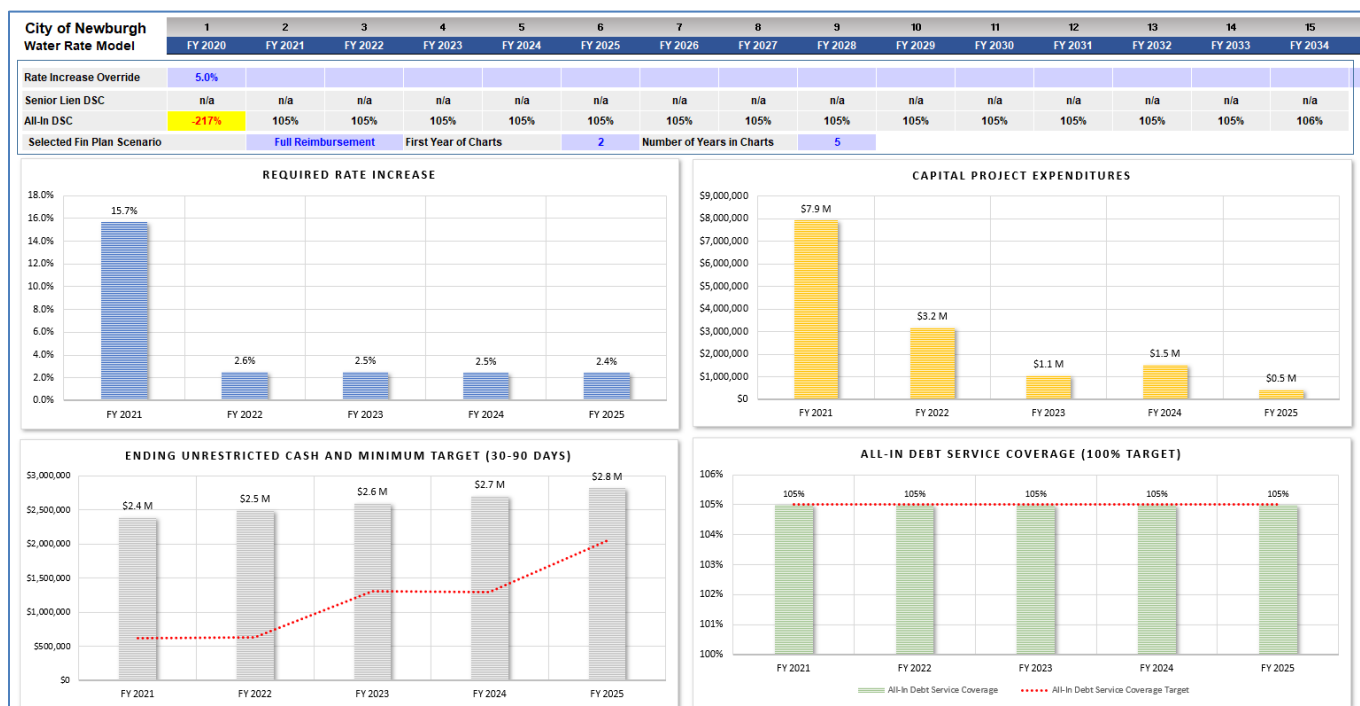 City of Newburgh 1 2 3 4 5 6 7 8 9 10 11 12 13 14 15
Water Rate Model FY 2020 FY 2021 FY 2022 FY 2023 FY 2024 FY 2025 FY 2026 FY 2027 FY 2028 FY 2029 FY 2030 FY 2031 FY 2032 FY 2033 FY 2034
Rate Increase Override 5.0%
Senior Lien DSC n/a n/a n/a n/a n/a n/a n/a n/a n/a n/a n/a n/a n/a n/a n/a
All-In DSC -217% 105% 105% 105% 105% 105% 105% 105% 105% 105% 105% 105% 105% 105% 106%
Selected Fin Plan Scenario Full Reimbursement First Year of Charts 2 Number of Years in Charts 5
REQUIRED RATE INCREASE
18.0%
16.0%
14.0%
12.0%
10.0%
8.0%
6.0%
4.0%
2.0%
0.0%
15.7% 2.6% 2.5% 2.5% 2.4%
FY 2021 FY 2022 FY 2023 FY 2024 FY 2025
CAPITAL PROJECT EXPENDITURES
$9,000,000
$8,000,000
$7,000,000
$6,000,000
$5,000,000
$4,000,000
$3,000,000
$2,000,000
$1,000,000
$0
$7.9 M $3.2 M $1.1 M $1.5 M $0.5 M
FY 2021 FY 2022 FY 2023 FY 2024 FY 2025
ENDING UNRESTRICTED CASH AND MINIMUM TARGET (30-90 DAYS)
$3,000,000
$2,500,000
$2,000,000
$1,500,000
$1,000,000
$500,000
$0
$2.4 M $2.5 M $2.6 M $2.7 M $2.8 M
FY 2021 FY 2022 FY 2023 FY 2024 FY 2025
ALL-IN DEBT SERVICE COVERAGE (100% TARGET)
106%
105%
104%
103%
102%
101%
100%
105% 105% 105% 105% 105%
FY 2021 FY 2022 FY 2023 FY 2024 FY 2025
All-In Debt Service Coverage All-In Debt Service Coverage Target